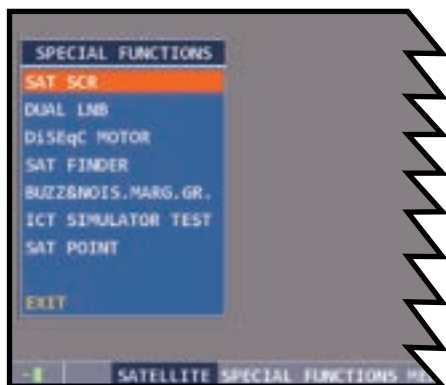 SPECIAL FUNCTIONS
SAT SCR
DUAL LNB
DiSEqC MOTOR
SAT FINDER
BUZZ&NOIS.MARG.GR.
ICT SIMULATOR TEST
SAT POINT
EXIT
SATELLITE SPECIAL FUNCTIONS